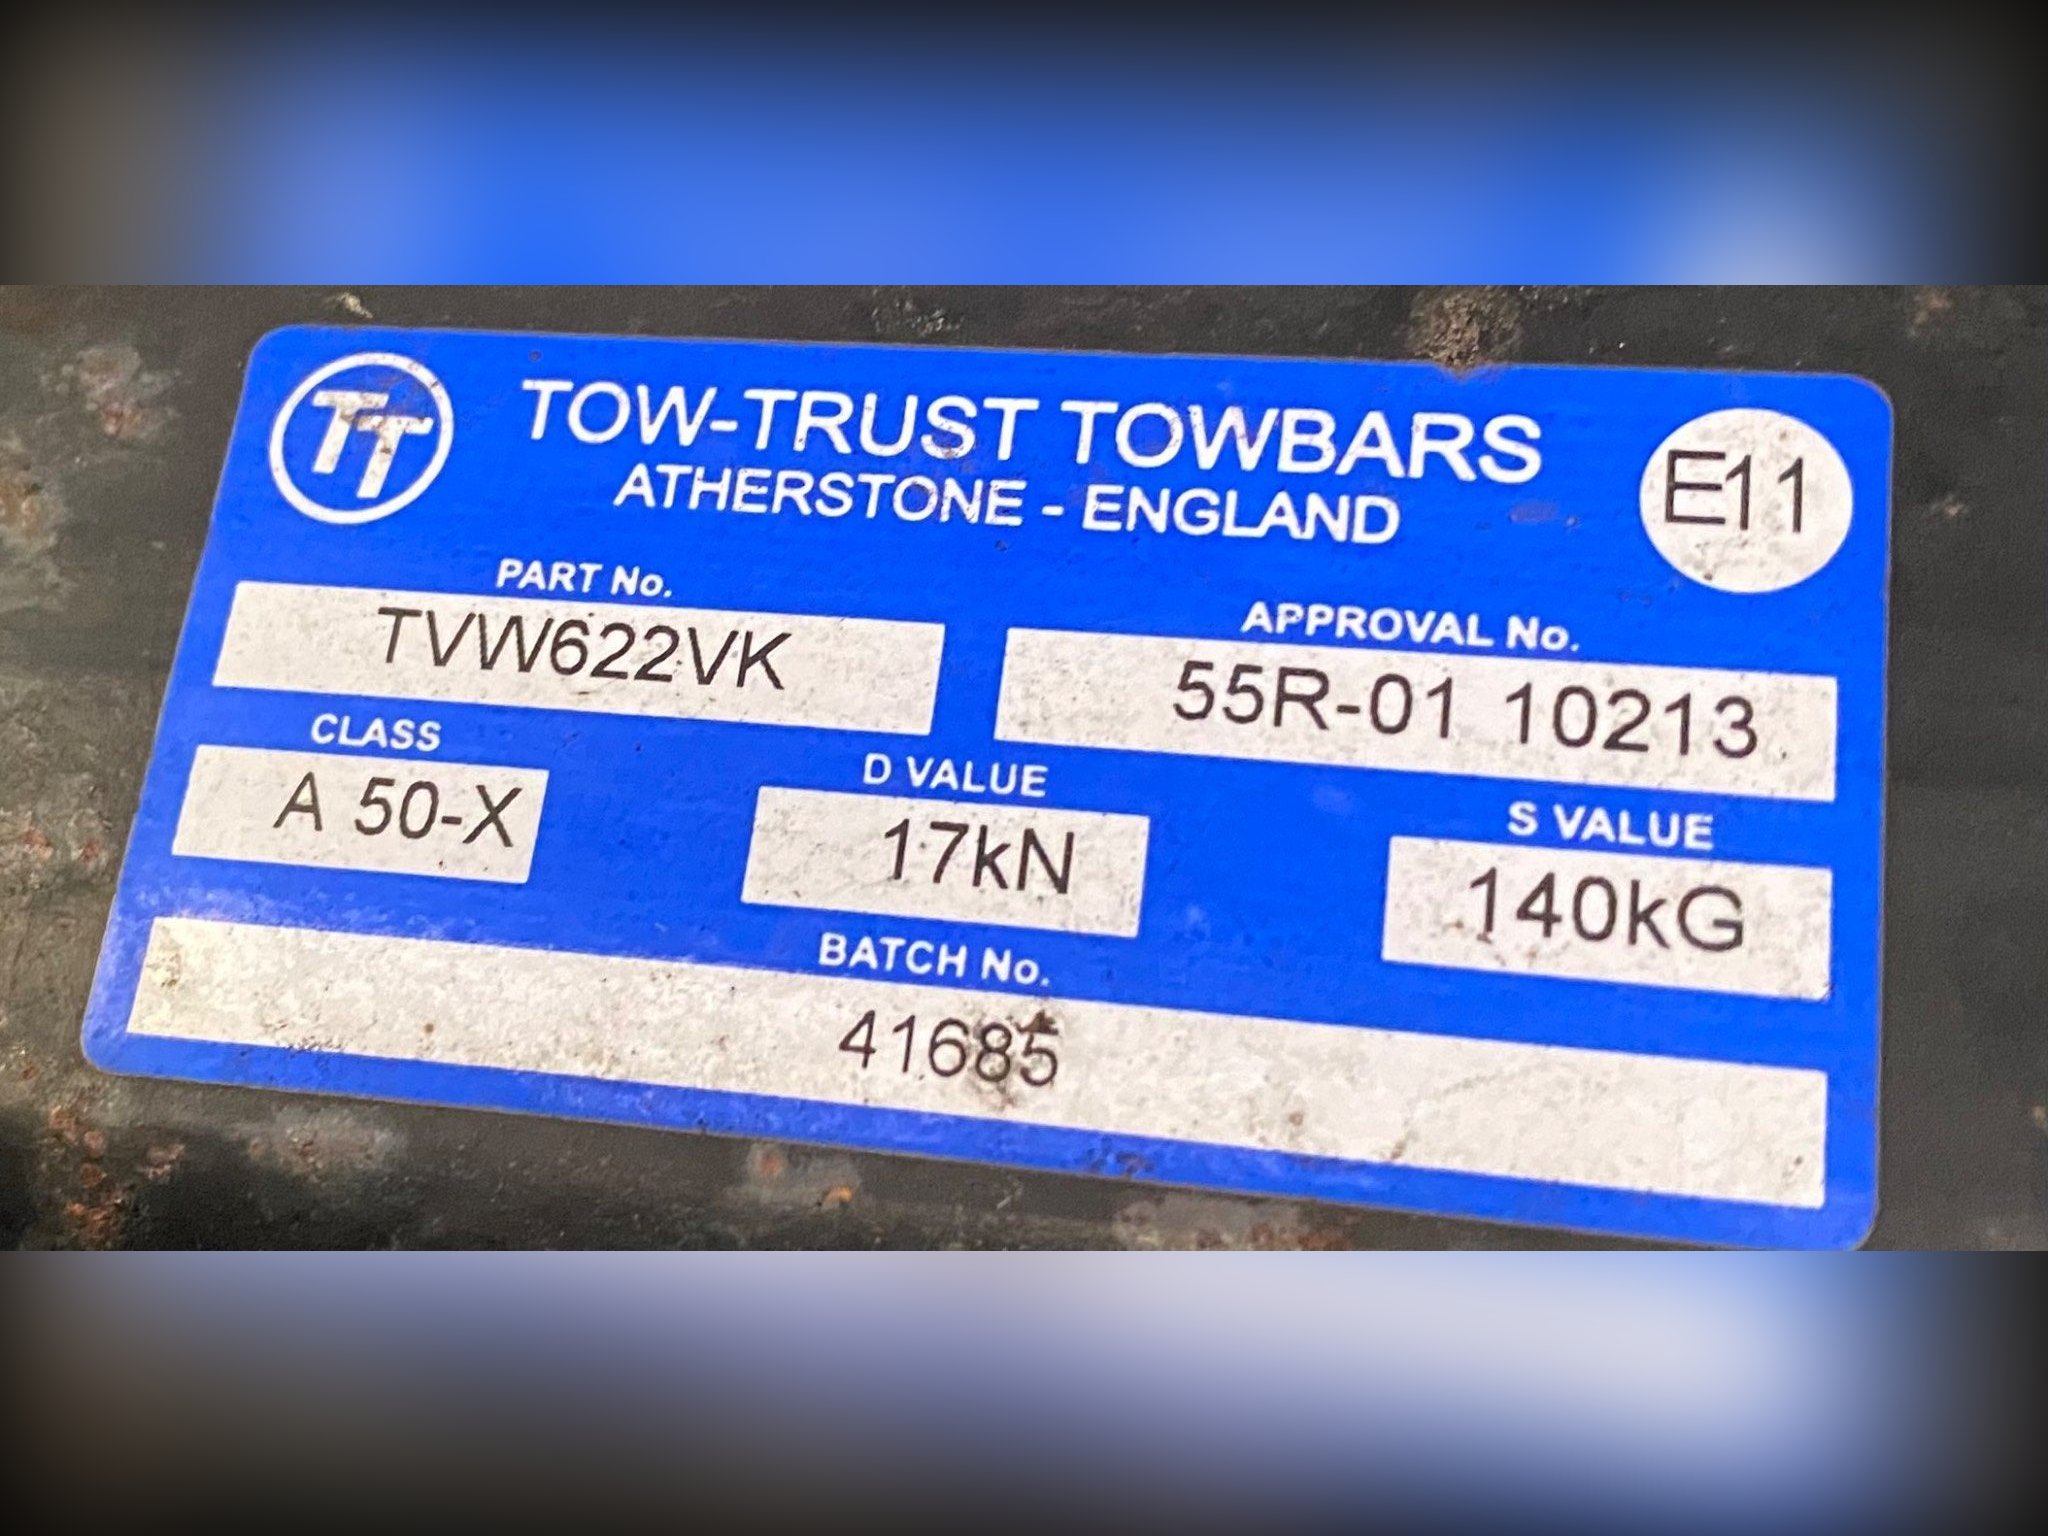 TT
TOW-TRUST TOWBARS
ATHERSTONE - ENGLAND
E11
PART No.
TVW622VK
APPROVAL No.
55R-01 10213
CLASS
A 50-X
D VALUE
17kN
S VALUE
140kG
BATCH No.
41685